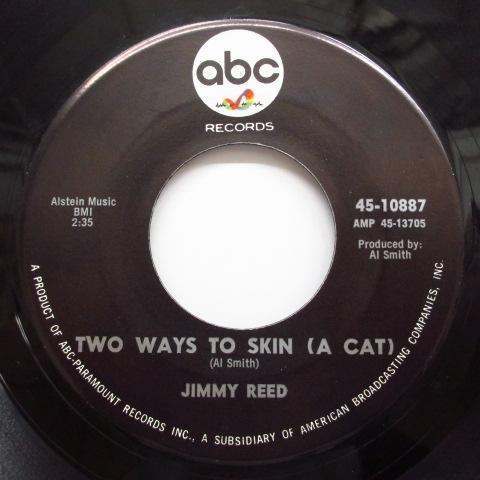 abc
RECORDS
Alstein Music
BMI
2:35
45-10887
AMP 45-13705
Produced by:
Al Smith
TWO WAYS TO SKIN (A CAT)
(Al Smith)
JIMMY REED
A PRODUCT OF ABC-PARAMOUNT RECORDS INC., A SUBSIDIARY OF AMERICAN BROADCASTING COMPANIES, INC.